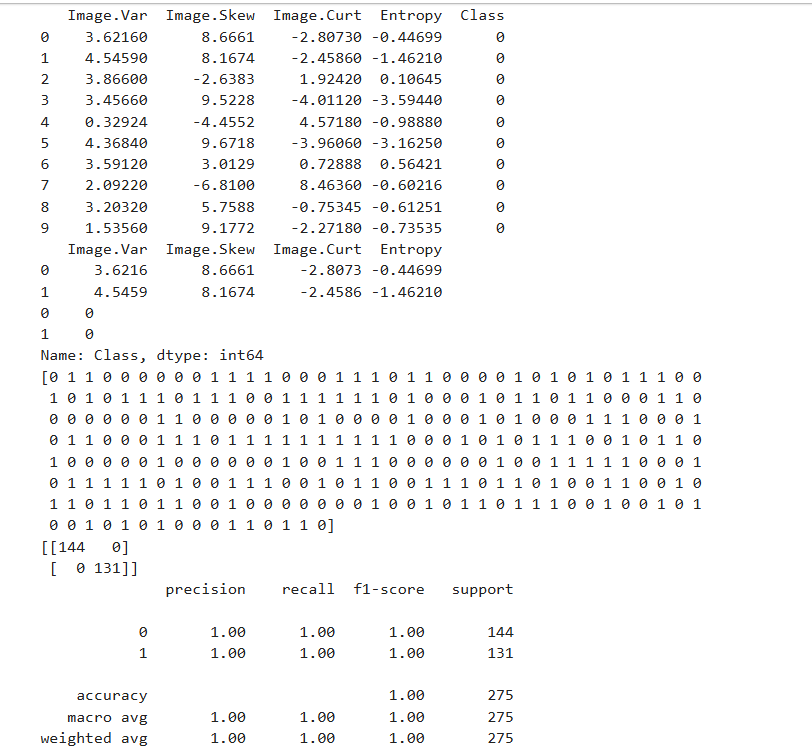 Image.Var  Image.Skew  Image.Curt  Entropy  Class
0    3.62160      8.6661    -2.80730 -0.44699      0
1    4.54590      8.1674    -2.45860 -1.46210      0
2    3.86600     -2.6383     1.92420  0.10645      0
3    3.45660      9.5228    -4.01120 -3.59440      0
4    0.32924     -4.4552     4.57180 -0.98880      0
5    4.36840      9.6718    -3.96060 -3.16250      0
6    3.59120      3.0129     0.72888  0.56421      0
7    2.09220     -6.8100     8.46360 -0.60216      0
8    3.20320      5.7588    -0.75345 -0.61251      0
9    1.53560      9.1772    -2.27180 -0.73535      0
   Image.Var  Image.Skew  Image.Curt  Entropy
0     3.6216      8.6661     -2.8073 -0.44699
1     4.5459      8.1674     -2.4586 -1.46210
0    0
1    0
Name: Class, dtype: int64
[0 1 1 0 0 0 0 0 0 1 1 1 1 0 0 0 1 1 1 0 1 1 0 0 0 0 1 0 1 0 1 0 1 1 1 0 0
 1 0 1 0 1 1 1 0 1 1 1 0 0 1 1 1 1 1 1 0 1 0 0 0 1 0 1 1 0 1 1 0 0 0 1 1 0
 0 0 0 0 0 0 1 1 0 0 0 0 0 1 0 1 0 0 0 0 1 0 0 0 1 0 1 0 0 0 1 1 1 0 0 0 1
 0 1 1 0 0 0 1 1 1 0 1 1 1 1 1 1 1 1 1 1 1 0 0 0 1 0 1 0 1 1 1 0 0 1 0 1 1 0
 1 0 0 0 0 0 1 0 0 0 0 0 0 1 0 0 1 1 1 0 0 0 0 0 0 1 0 0 1 1 1 1 1 0 0 0 1
 0 1 1 1 1 1 0 1 0 0 1 1 1 0 0 1 0 1 1 0 0 1 1 1 0 1 1 0 1 0 0 1 1 0 0 1 0
 1 1 0 1 1 0 1 1 0 0 1 0 0 0 0 0 0 0 1 0 0 1 0 1 1 0 1 1 1 0 0 1 0 0 1 0 1
 0 0 1 0 1 0 1 0 0 0 1 1 0 1 1 0]
[[144   0]
 [  0 131]]
              precision    recall  f1-score   support
           0       1.00      1.00      1.00       144
           1       1.00      1.00      1.00       131
    accuracy                           1.00       275
   macro avg       1.00      1.00      1.00       275
weighted avg       1.00      1.00      1.00       275